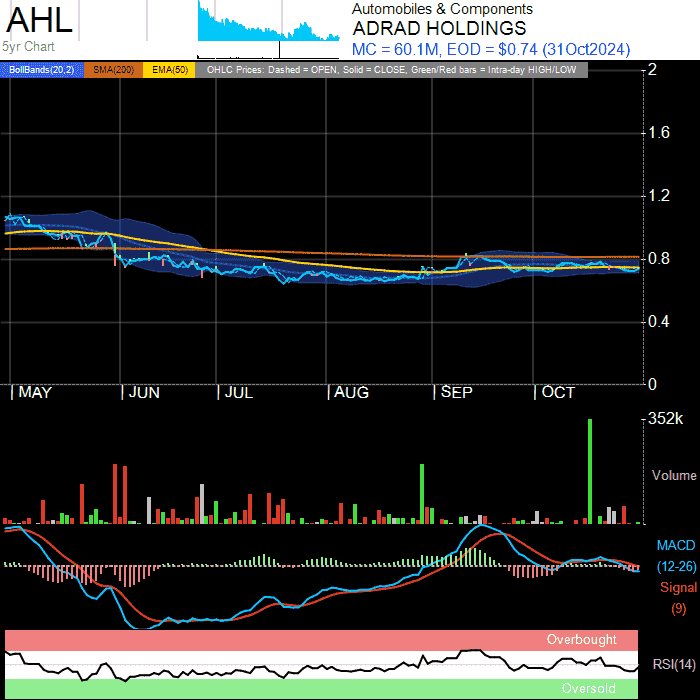 AHL
5yr Chart
Automobiles & Components
ADRAD HOLDINGS
MC = 60.1M, EOD = $0.74 (31Oct2024)
BollBands(20,2) SMA(200) EMA(50) OHLC Prices: Dashed = OPEN, Solid = CLOSE, Green/Red bars = Intra-day HIGH/LOW
2
1.6
1.2
0.8
0.4
0
MAY JUN JUL AUG SEP OCT
352k
Volume
MACD
(12-26)
Signal
(9)
Overbought
RSI(14)
Oversold